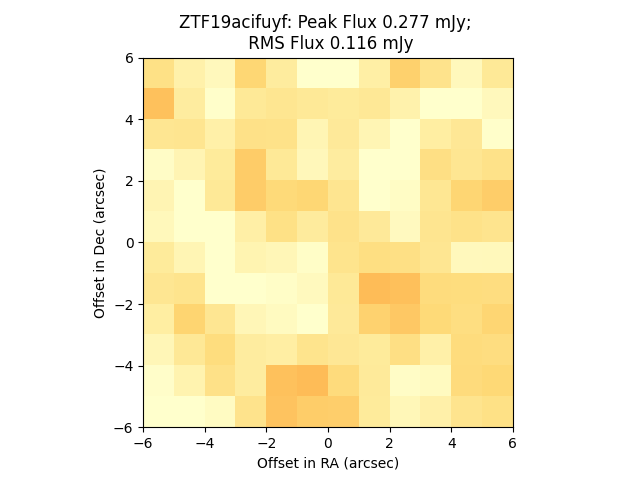 ZTF19acifuyf: Peak Flux 0.277 mJy;
RMS Flux 0.116 mJy
6
4
2
0
−2
−4
−6
Offset in Dec (arcsec)
−6 −4 −2 0 2 4 6
Offset in RA (arcsec)